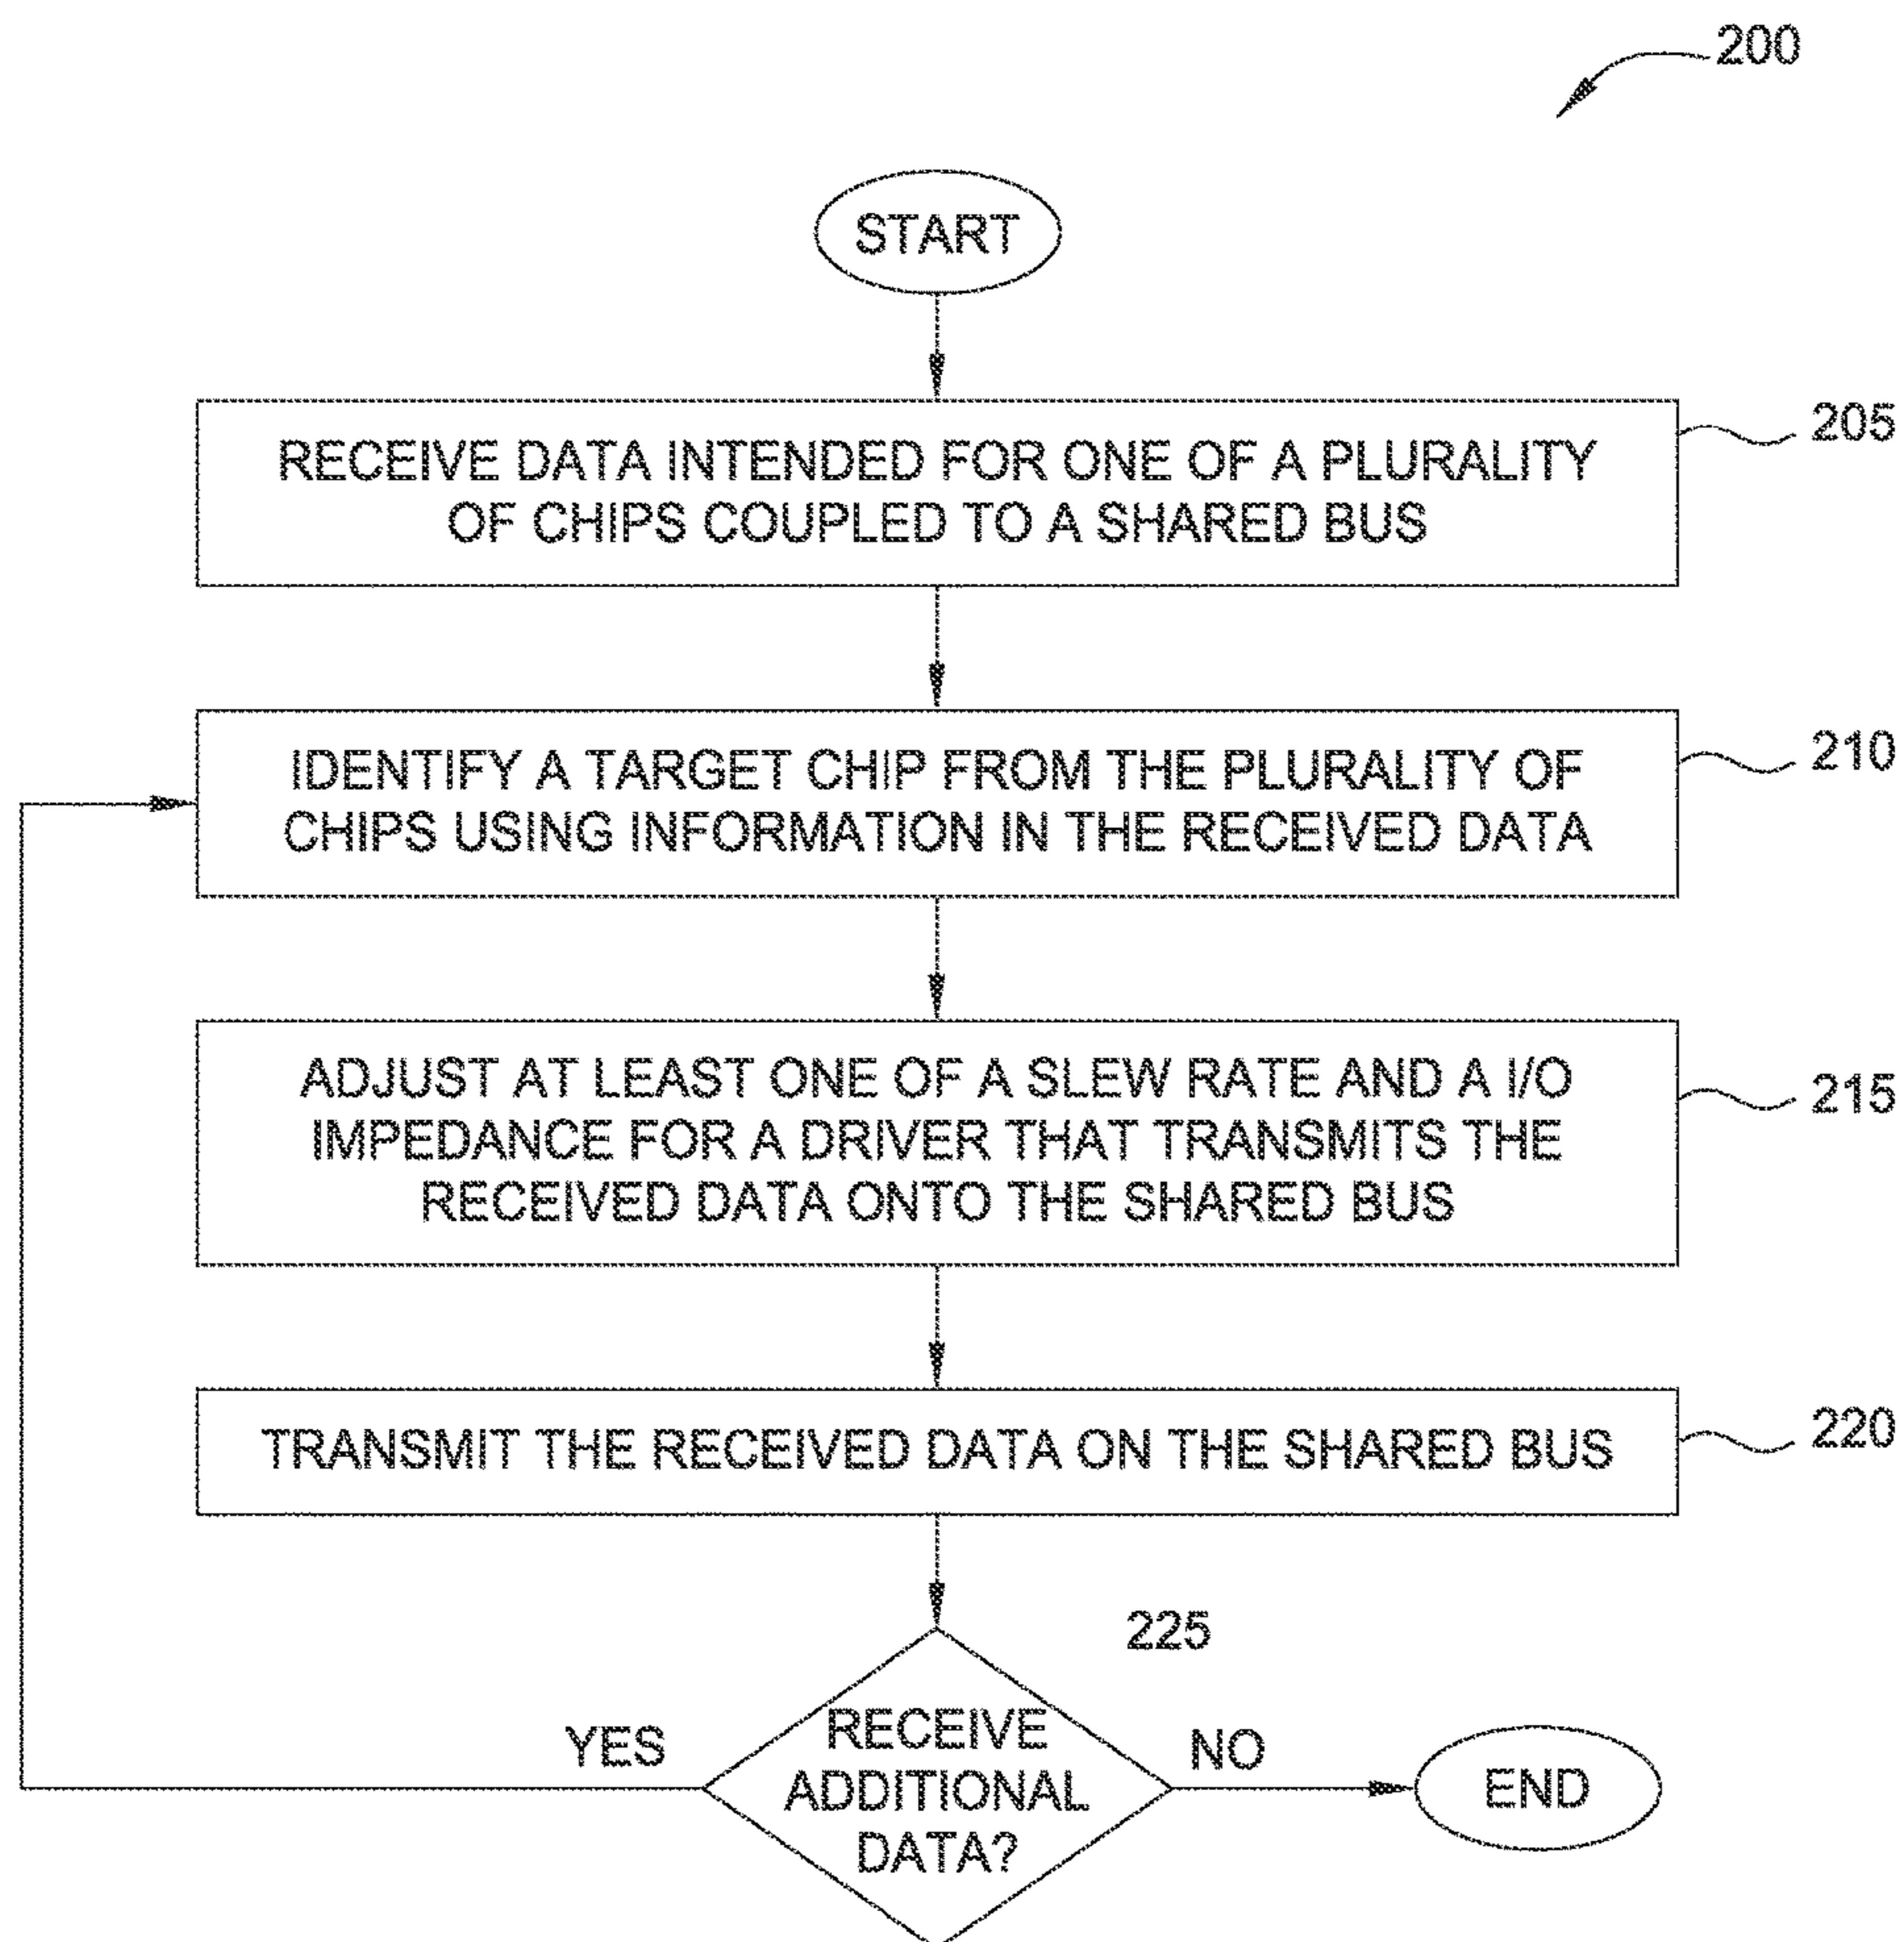 200
START
RECEIVE DATA INTENDED FOR ONE OF A PLURALITY
OF CHIPS COUPLED TO A SHARED BUS
205
IDENTIFY A TARGET CHIP FROM THE PLURALITY OF
CHIPS USING INFORMATION IN THE RECEIVED DATA
210
ADJUST AT LEAST ONE OF A SLEW RATE AND A I/O
IMPEDANCE FOR A DRIVER THAT TRANSMITS THE
RECEIVED DATA ONTO THE SHARED BUS
215
TRANSMIT THE RECEIVED DATA ON THE SHARED BUS
220
225
YES
RECEIVE
ADDITIONAL
DATA?
NO
END